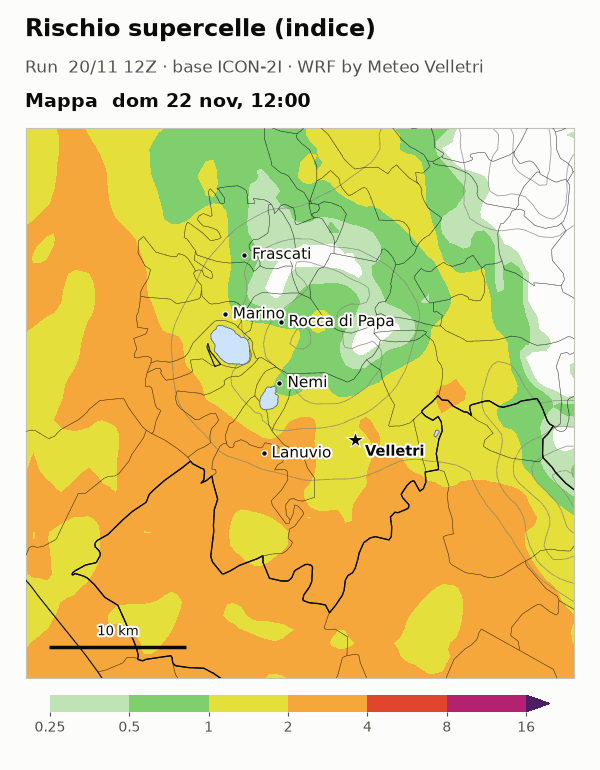 Rischio supercelle (indice)
Run  20/11 12Z · base ICON-2I · WRF by Meteo Velletri
Mappa  dom 22 nov, 12:00
Frascati
Marino
Rocca di Papa
Nemi
Velletri
Lanuvio
10 km
0.25 0.5 1 2 4 8 16